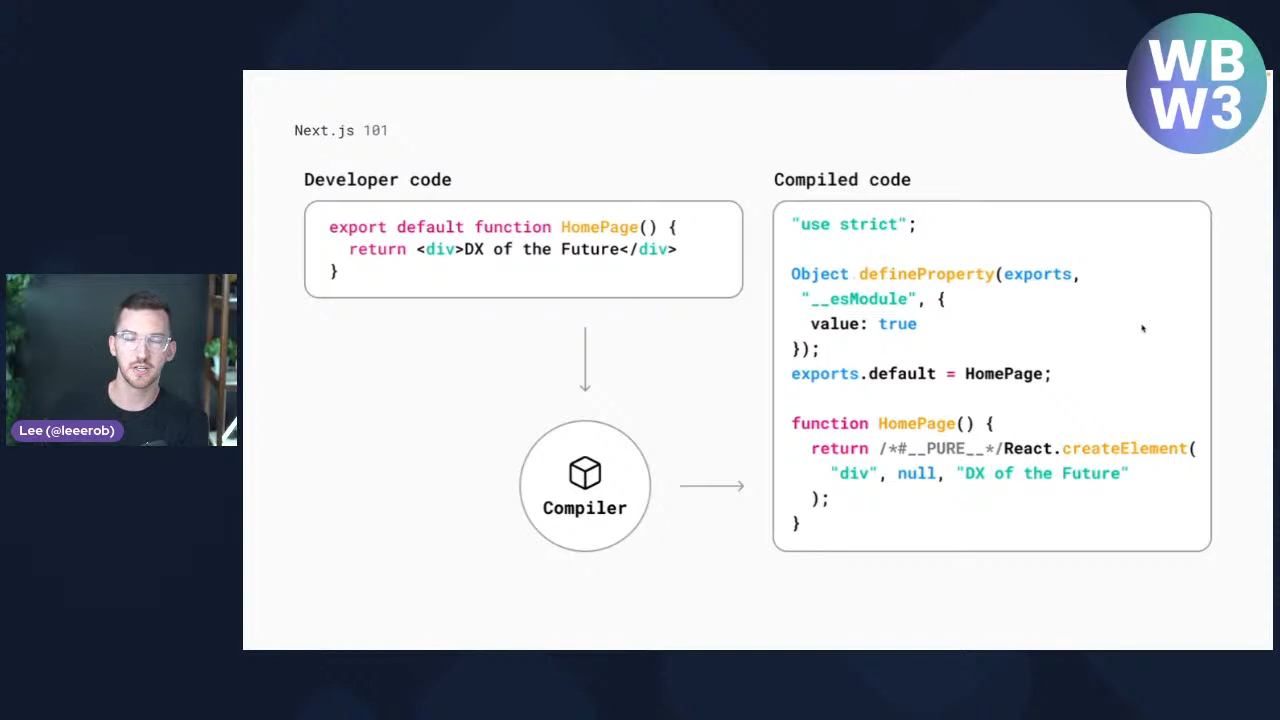 WB
W3
Next.js 101
Developer code
export default function HomePage() {
return <div>DX of the Future</div>
}
Compiler
Compiled code
"use strict";
Object.defineProperty(exports,
"__esModule", {
value: true
});
exports.default = HomePage;
function HomePage() {
return /*#__PURE__*/React.createElement(
"div", null, "DX of the Future"
);
}
Lee (@leeerob)